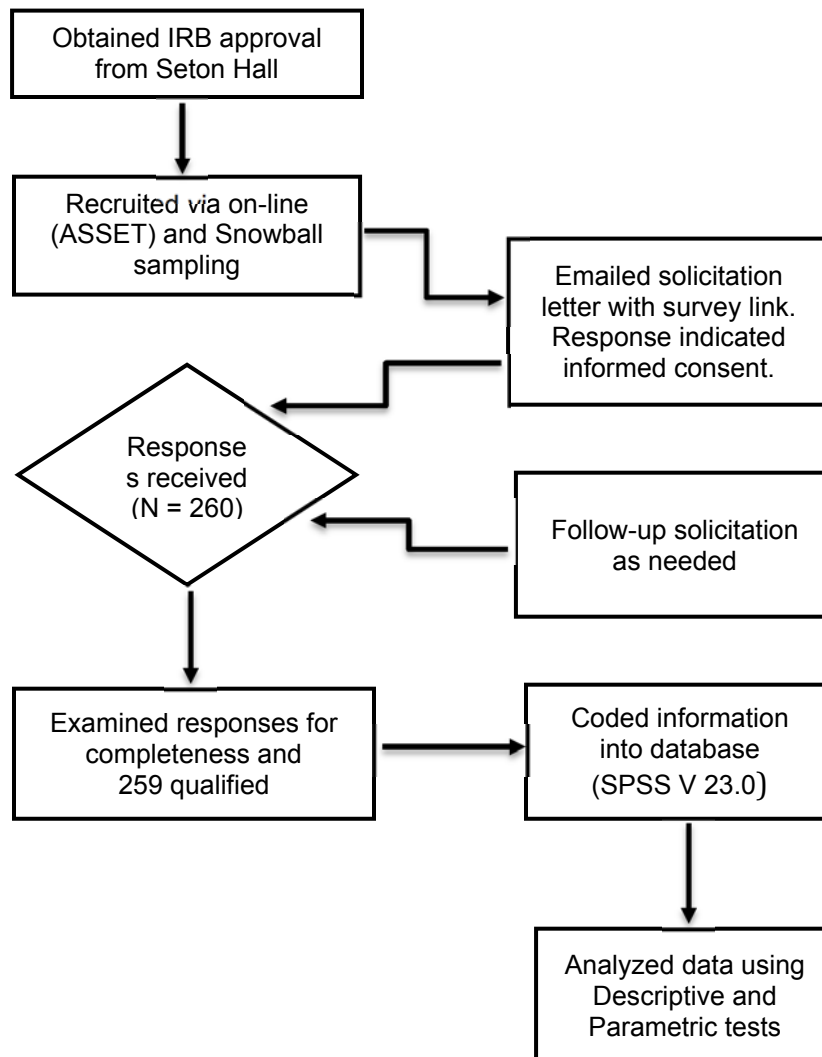 Obtained IRB approval
from Seton Hall
Recruited via on-line
(ASSET) and Snowball
sampling
Emailed solicitation
letter with survey link.
Response indicated
informed consent.
Response
s received
(N = 260)
Follow-up solicitation
as needed
Examined responses for
completeness and
259 qualified
Coded information
into database
(SPSS V 23.0)
Analyzed data using
Descriptive and
Parametric tests